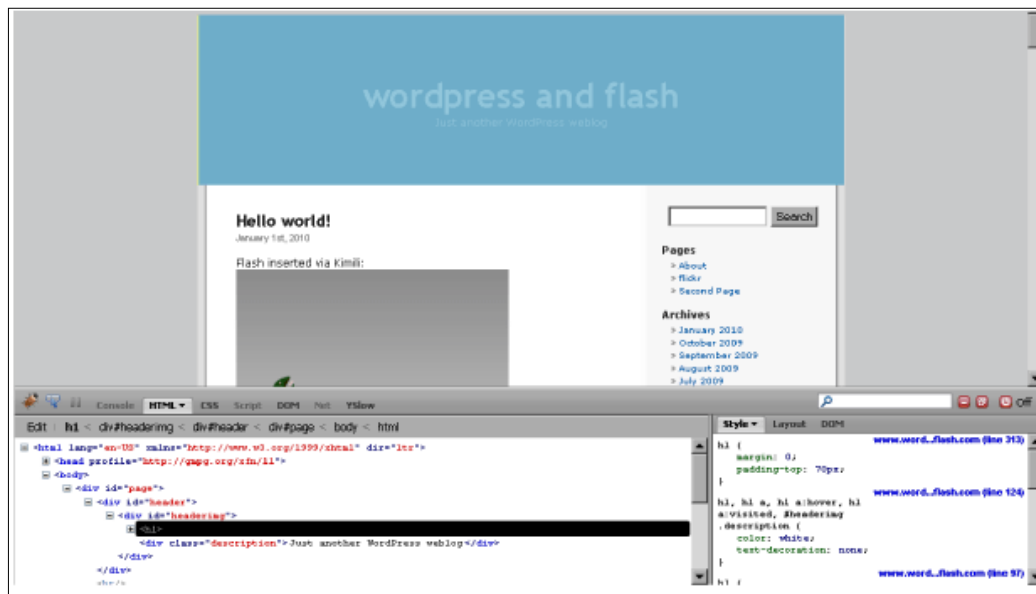 wordpress and flash
Just another WordPress weblog
Hello world!
January 1st, 2010
Flash inserted via Kimili:
Search
Pages
» About
» flickr
» Second Page
Archives
» January 2010
» October 2009
» September 2009
» August 2009
» July 2009
Console HTML CSS Script DOM Net YSlow
Off
Edit h1 < div#headerimg < div#header < div#page < body < html
<html lang="en-US" xmlns="http://www.w3.org/1999/xhtml" dir="ltr">
<head profile="http://gmpg.org/xfn/11">
<body>
<div id="page">
<div id="header">
<div id="headerimg">
<h1>
<div class="description">Just another WordPress weblog</div>
</div>
</div>
<hr/>
Style Layout DOM
www.word...flash.com (line 313)
h1 {
margin: 0;
padding-top: 70px;
}
www.word...flash.com (line 124)
h1, h1 a, h1 a:hover, h1
a:visited, #headerimg
.description {
color: white;
text-decoration: none;
}
www.word...flash.com (line 97)
h1 {